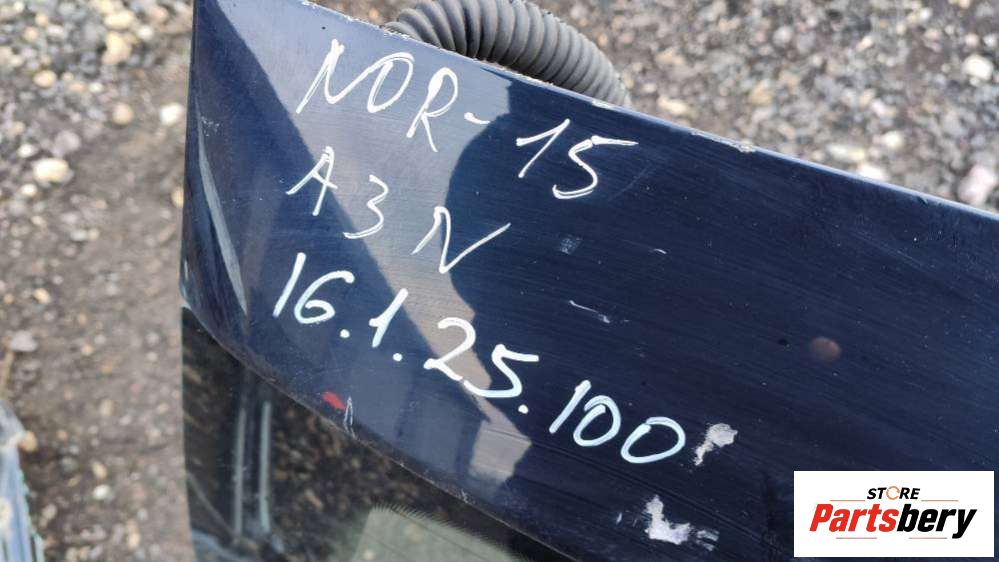 NOR-15
A3N
16.1.25.100
STORE
Partsbery